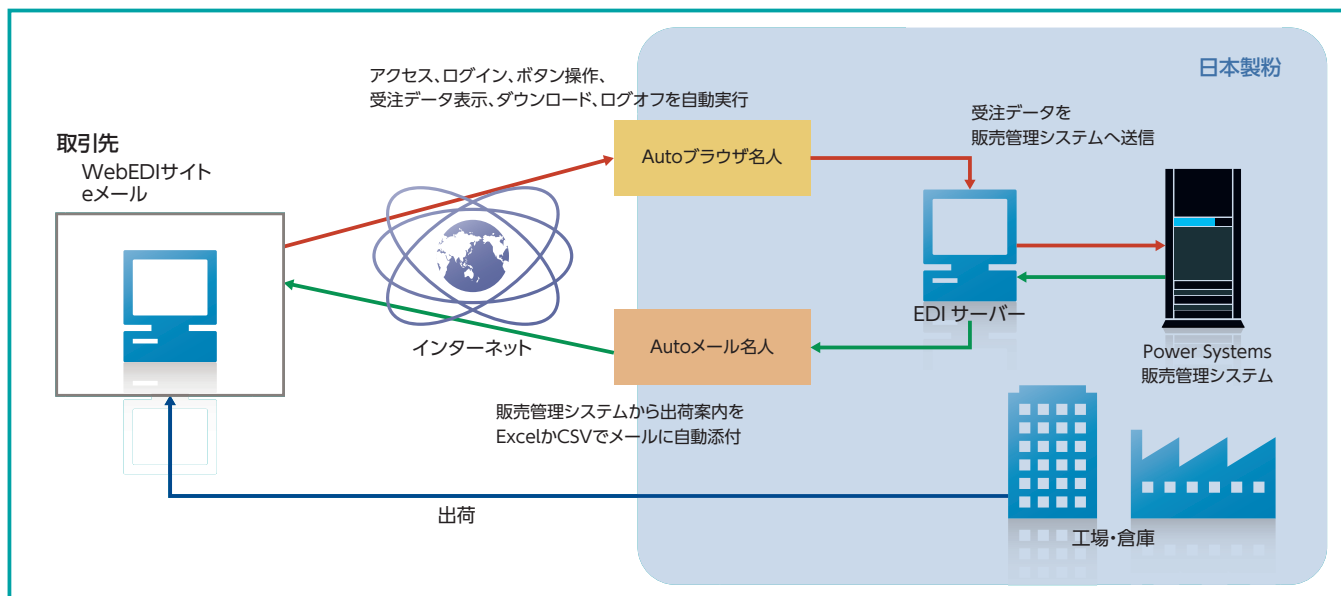 日本製粉
アクセス、ログイン、ボタン操作、
受注データ表示、ダウンロード、ログオフを自動実行
取引先
WebEDIサイト
eメール
Autoブラウザ名人
受注データを
販売管理システムへ送信
EDI サーバー
インターネット
Autoメール名人
Power Systems
販売管理システム
販売管理システムから出荷案内を
ExcelかCSVでメールに自動添付
出荷
工場・倉庫